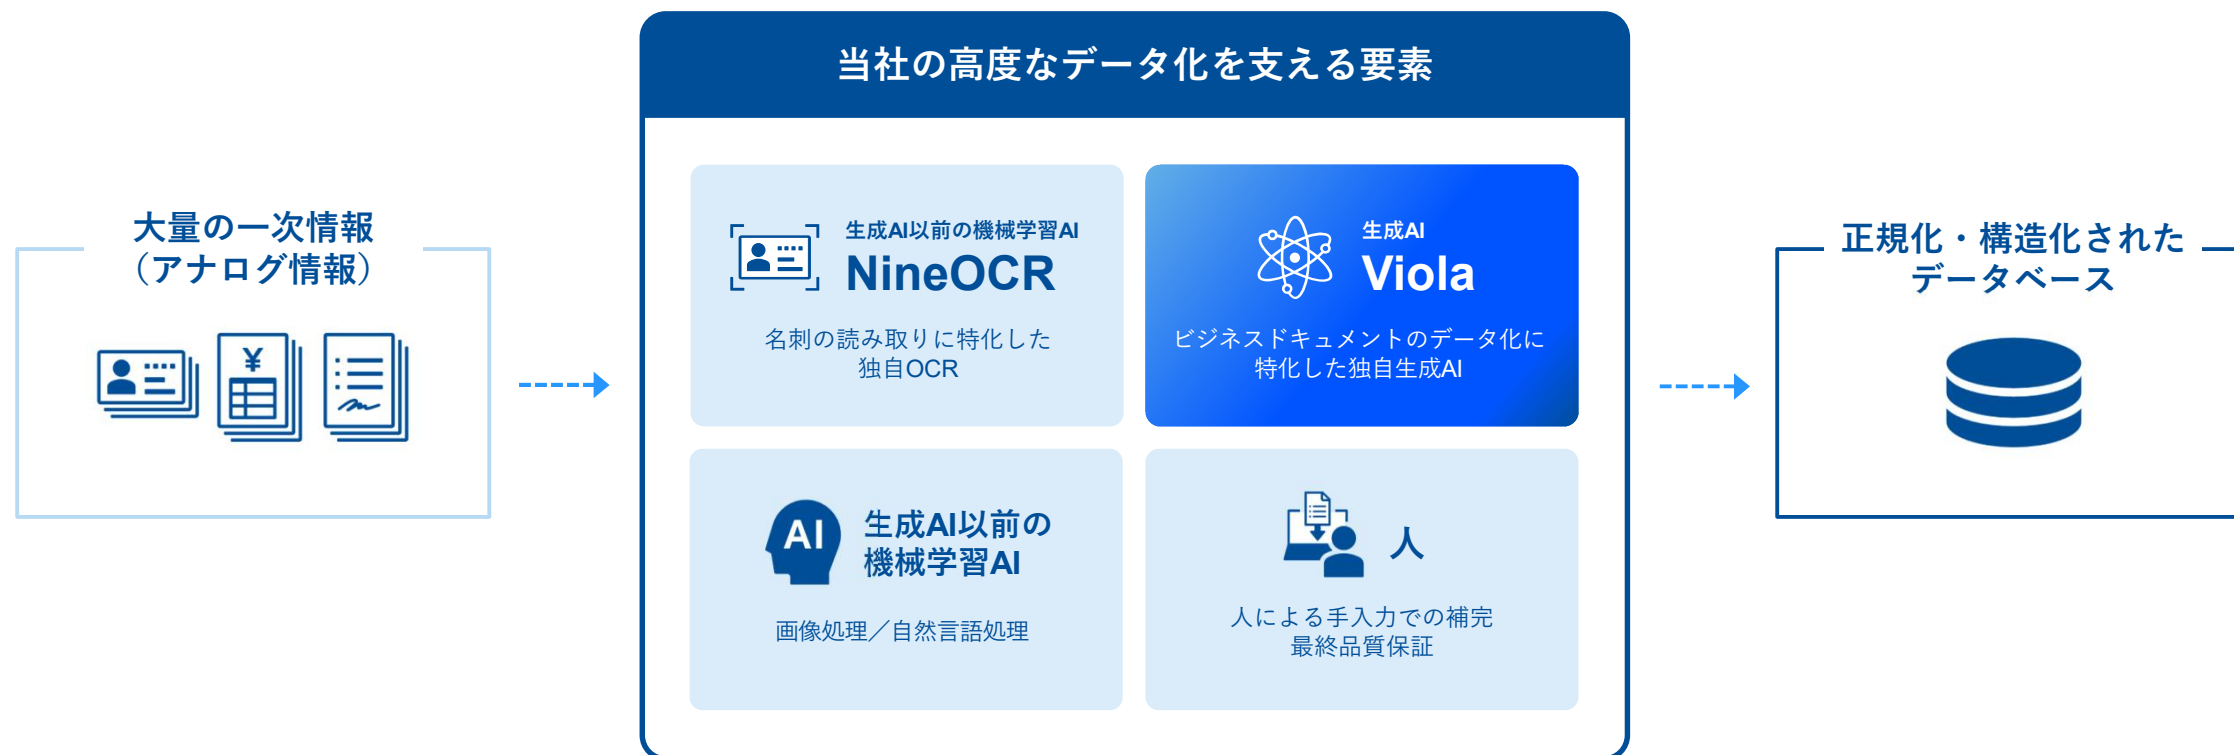 当社の高度なデータ化を支える要素
大量の一次情報
（アナログ情報）
¥
生成AI以前の機械学習AI
NineOCR
名刺の読み取りに特化した
独自OCR
生成AI
Viola
ビジネスドキュメントのデータ化に
特化した独自生成AI
AI
生成AI以前の
機械学習AI
画像処理／自然言語処理
人
人による手入力での補完
最終品質保証
正規化・構造化された
データベース